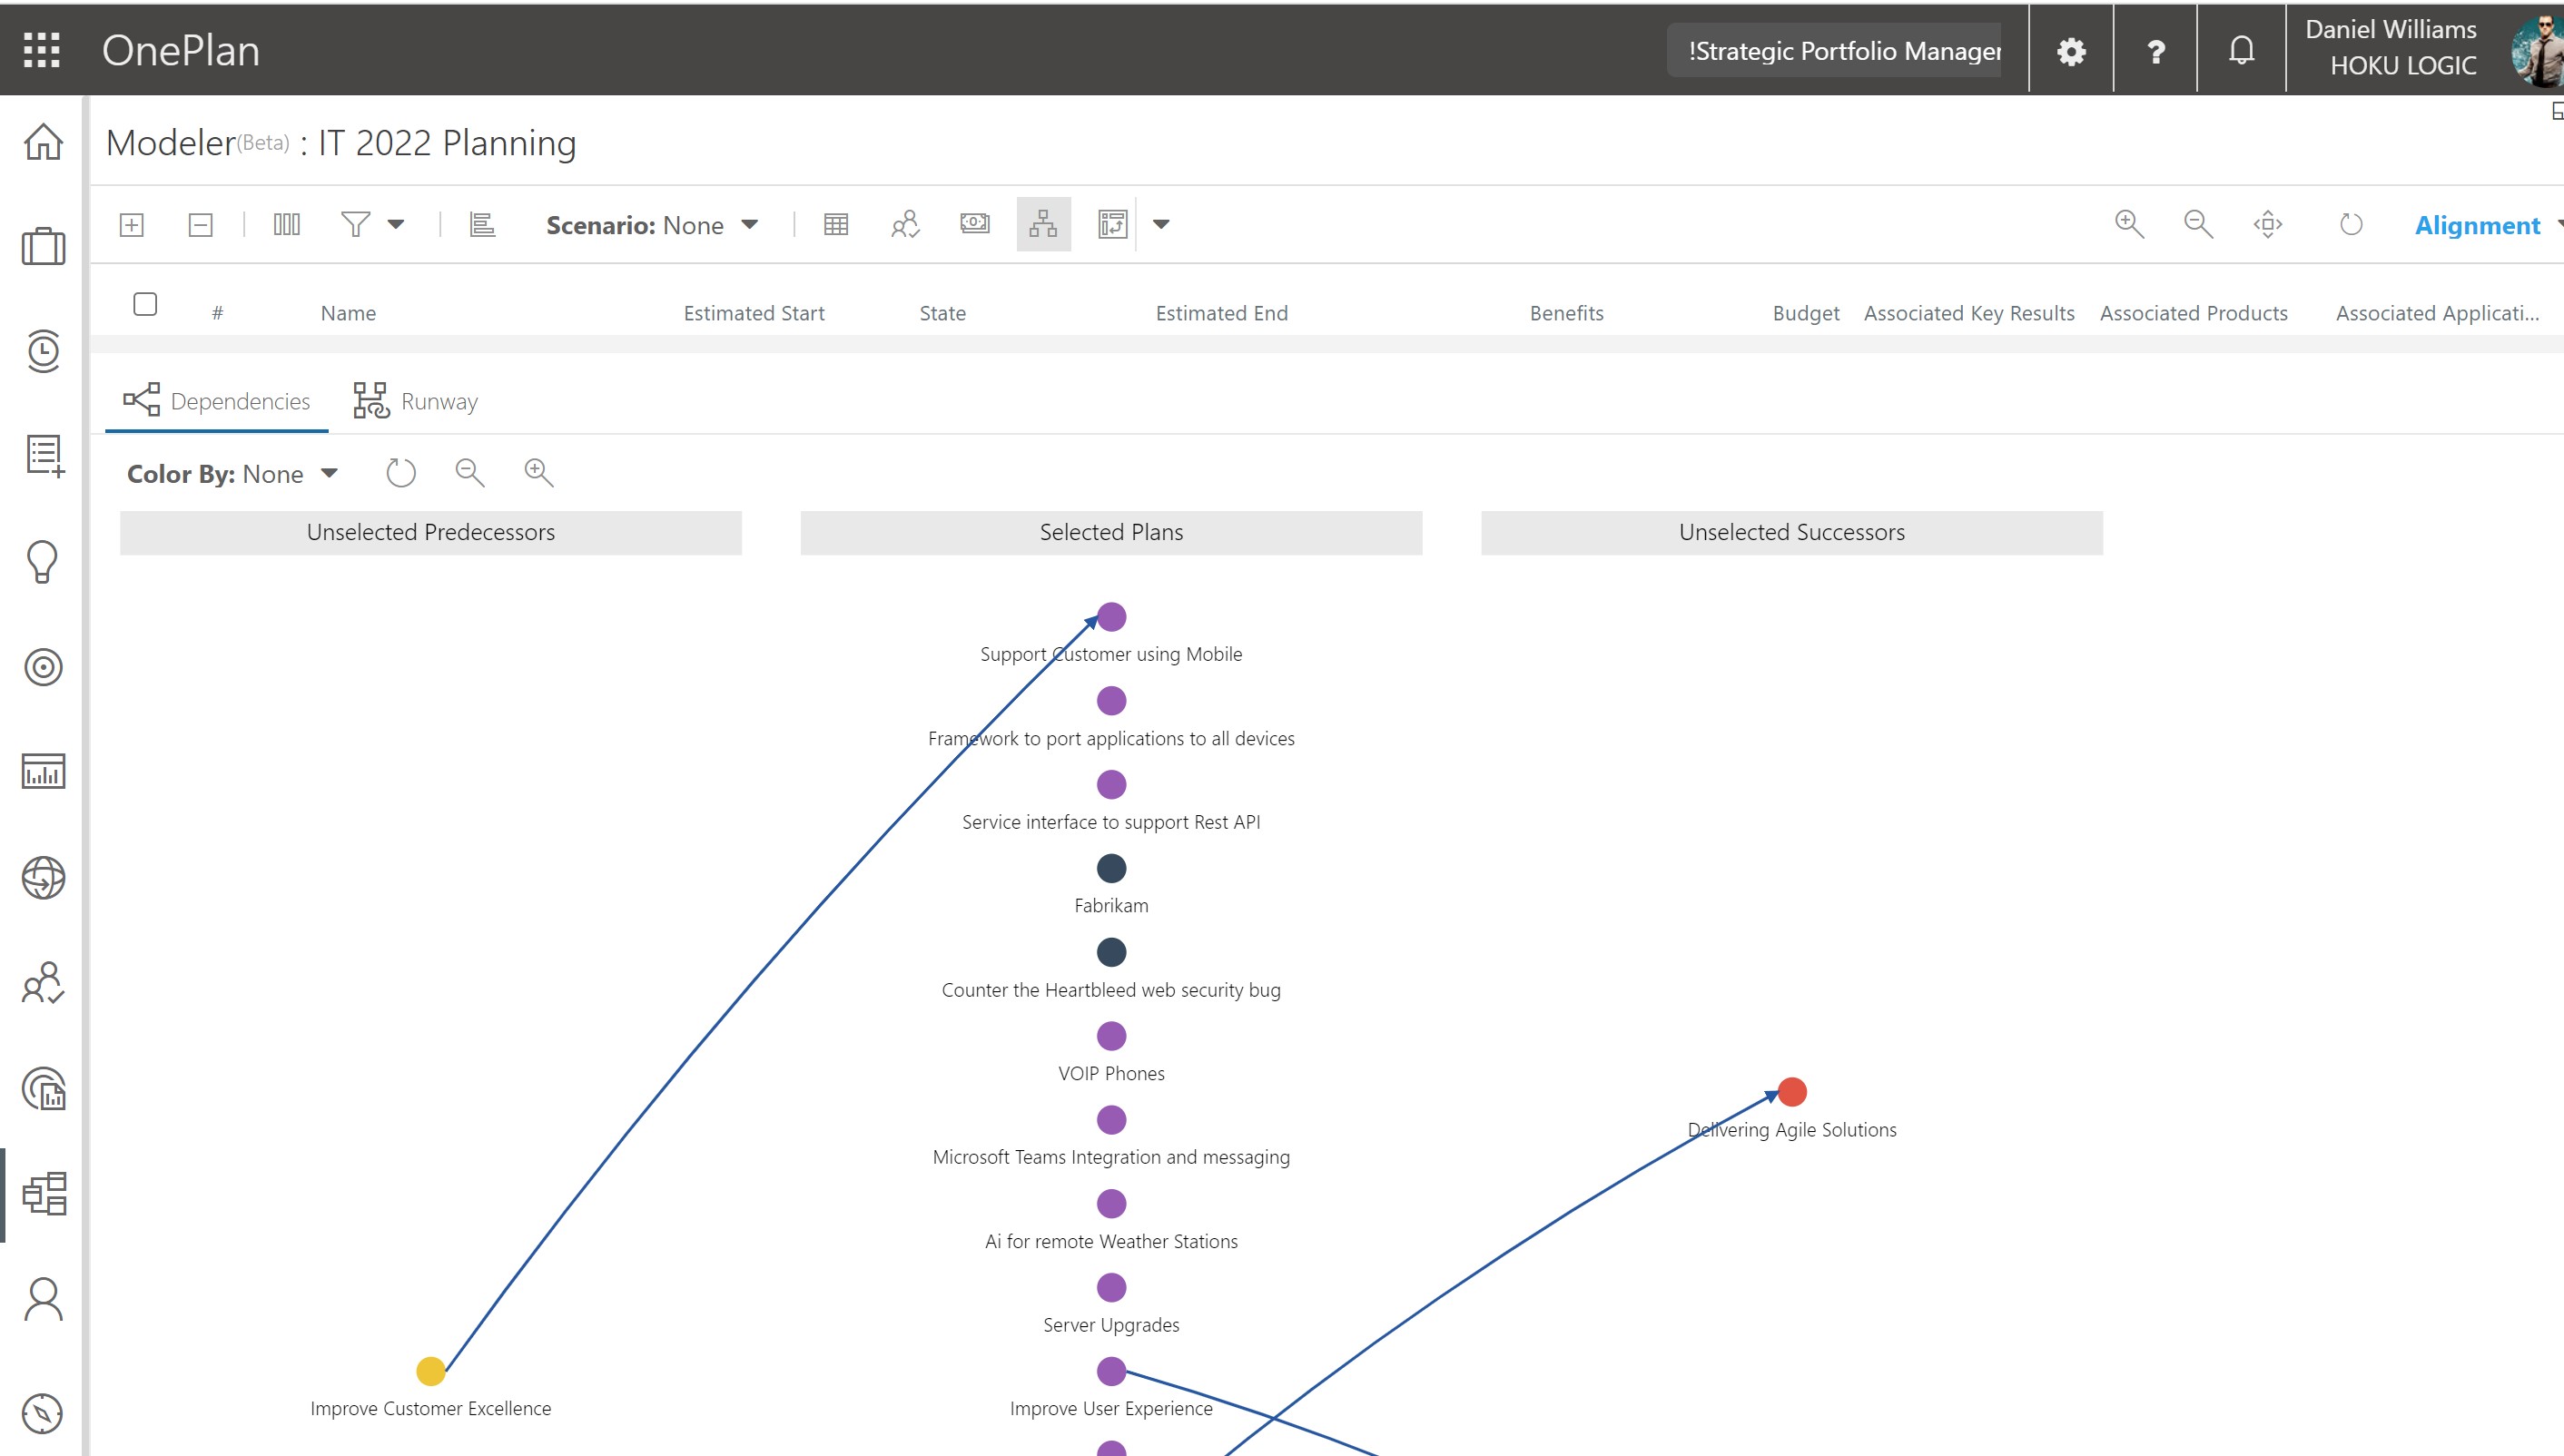 OnePlan
!Strategic Portfolio Manager
?
Daniel Williams
HOKU LOGIC
Modeler(Beta) : IT 2022 Planning
Scenario: None
Alignment
# Name Estimated Start State Estimated End Benefits Budget Associated Key Results Associated Products Associated Applicati...
Dependencies Runway
Color By: None
Unselected Predecessors Selected Plans Unselected Successors
Support Customer using Mobile
Framework to port applications to all devices
Service interface to support Rest API
Fabrikam
Counter the Heartbleed web security bug
VOIP Phones
Delivering Agile Solutions
Microsoft Teams Integration and messaging
Ai for remote Weather Stations
Server Upgrades
Improve Customer Excellence
Improve User Experience